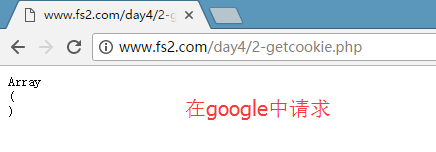 www.fs2.com/day4/2-g
www.fs2.com/day4/2-getcookie.php
Array
(
)
在google中请求